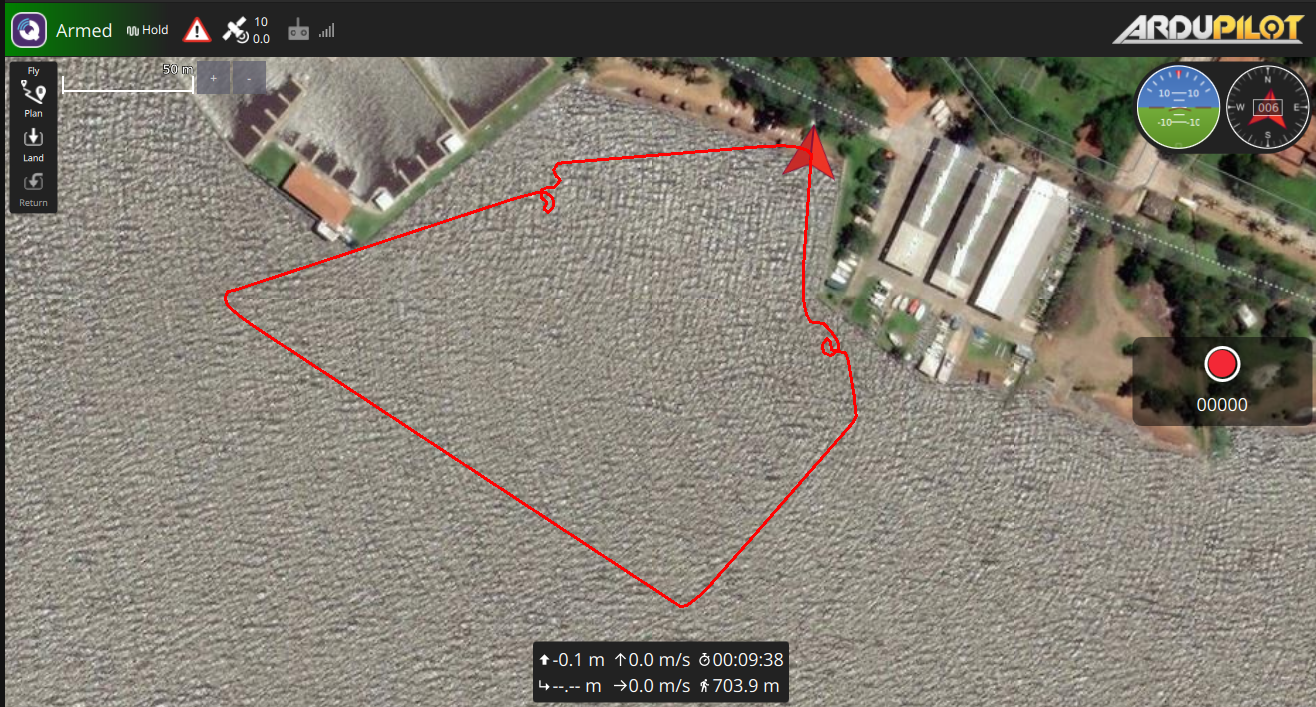 Armed
Hold
10
0.0
ARDUPILOT
Fly
Plan
Land
Return
50 m
+
-
10 10
-10 -10
N
W 006 E
S
00000
-0.1 m 0.0 m/s 00:09:38
--.-- m 0.0 m/s 703.9 m